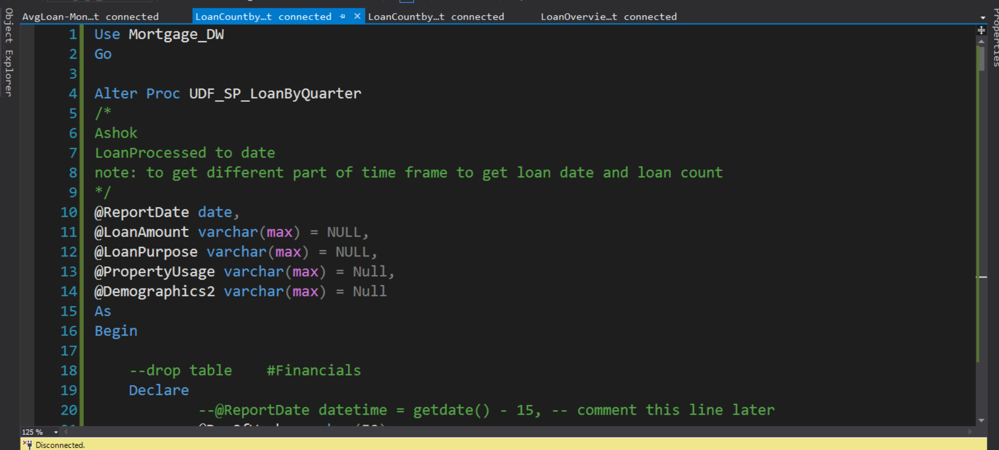 Object Explorer
AvgLoan-Mon...t connected
LoanCountby...t connected
LoanCountby...t connected
LoanOvervie...t connected
Properties
1 Use Mortgage_DW
2 Go
3
4 Alter Proc UDF_SP_LoanByQuarter
5 /*
6 Ashok
7 LoanProcessed to date
8 note: to get different part of time frame to get loan date and loan count
9 */
10 @ReportDate date,
11 @LoanAmount varchar(max) = NULL,
12 @LoanPurpose varchar(max) = NULL,
13 @PropertyUsage varchar(max) = Null,
14 @Demographics2 varchar(max) = Null
15 As
16 Begin
17
18 --drop table    #Financials
19 Declare
20 --@ReportDate datetime = getdate() - 15, -- comment this line later
125 %
Disconnected.